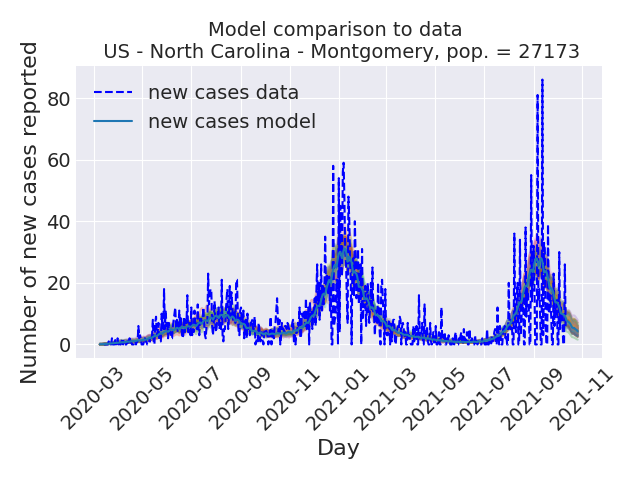 Model comparison to data
US - North Carolina - Montgomery, pop. = 27173
Number of new cases reported
new cases data
new cases model
80
60
40
20
0
2020-03
2020-05
2020-07
2020-09
2020-11
2021-01
2021-03
2021-05
2021-07
2021-09
2021-11
Day